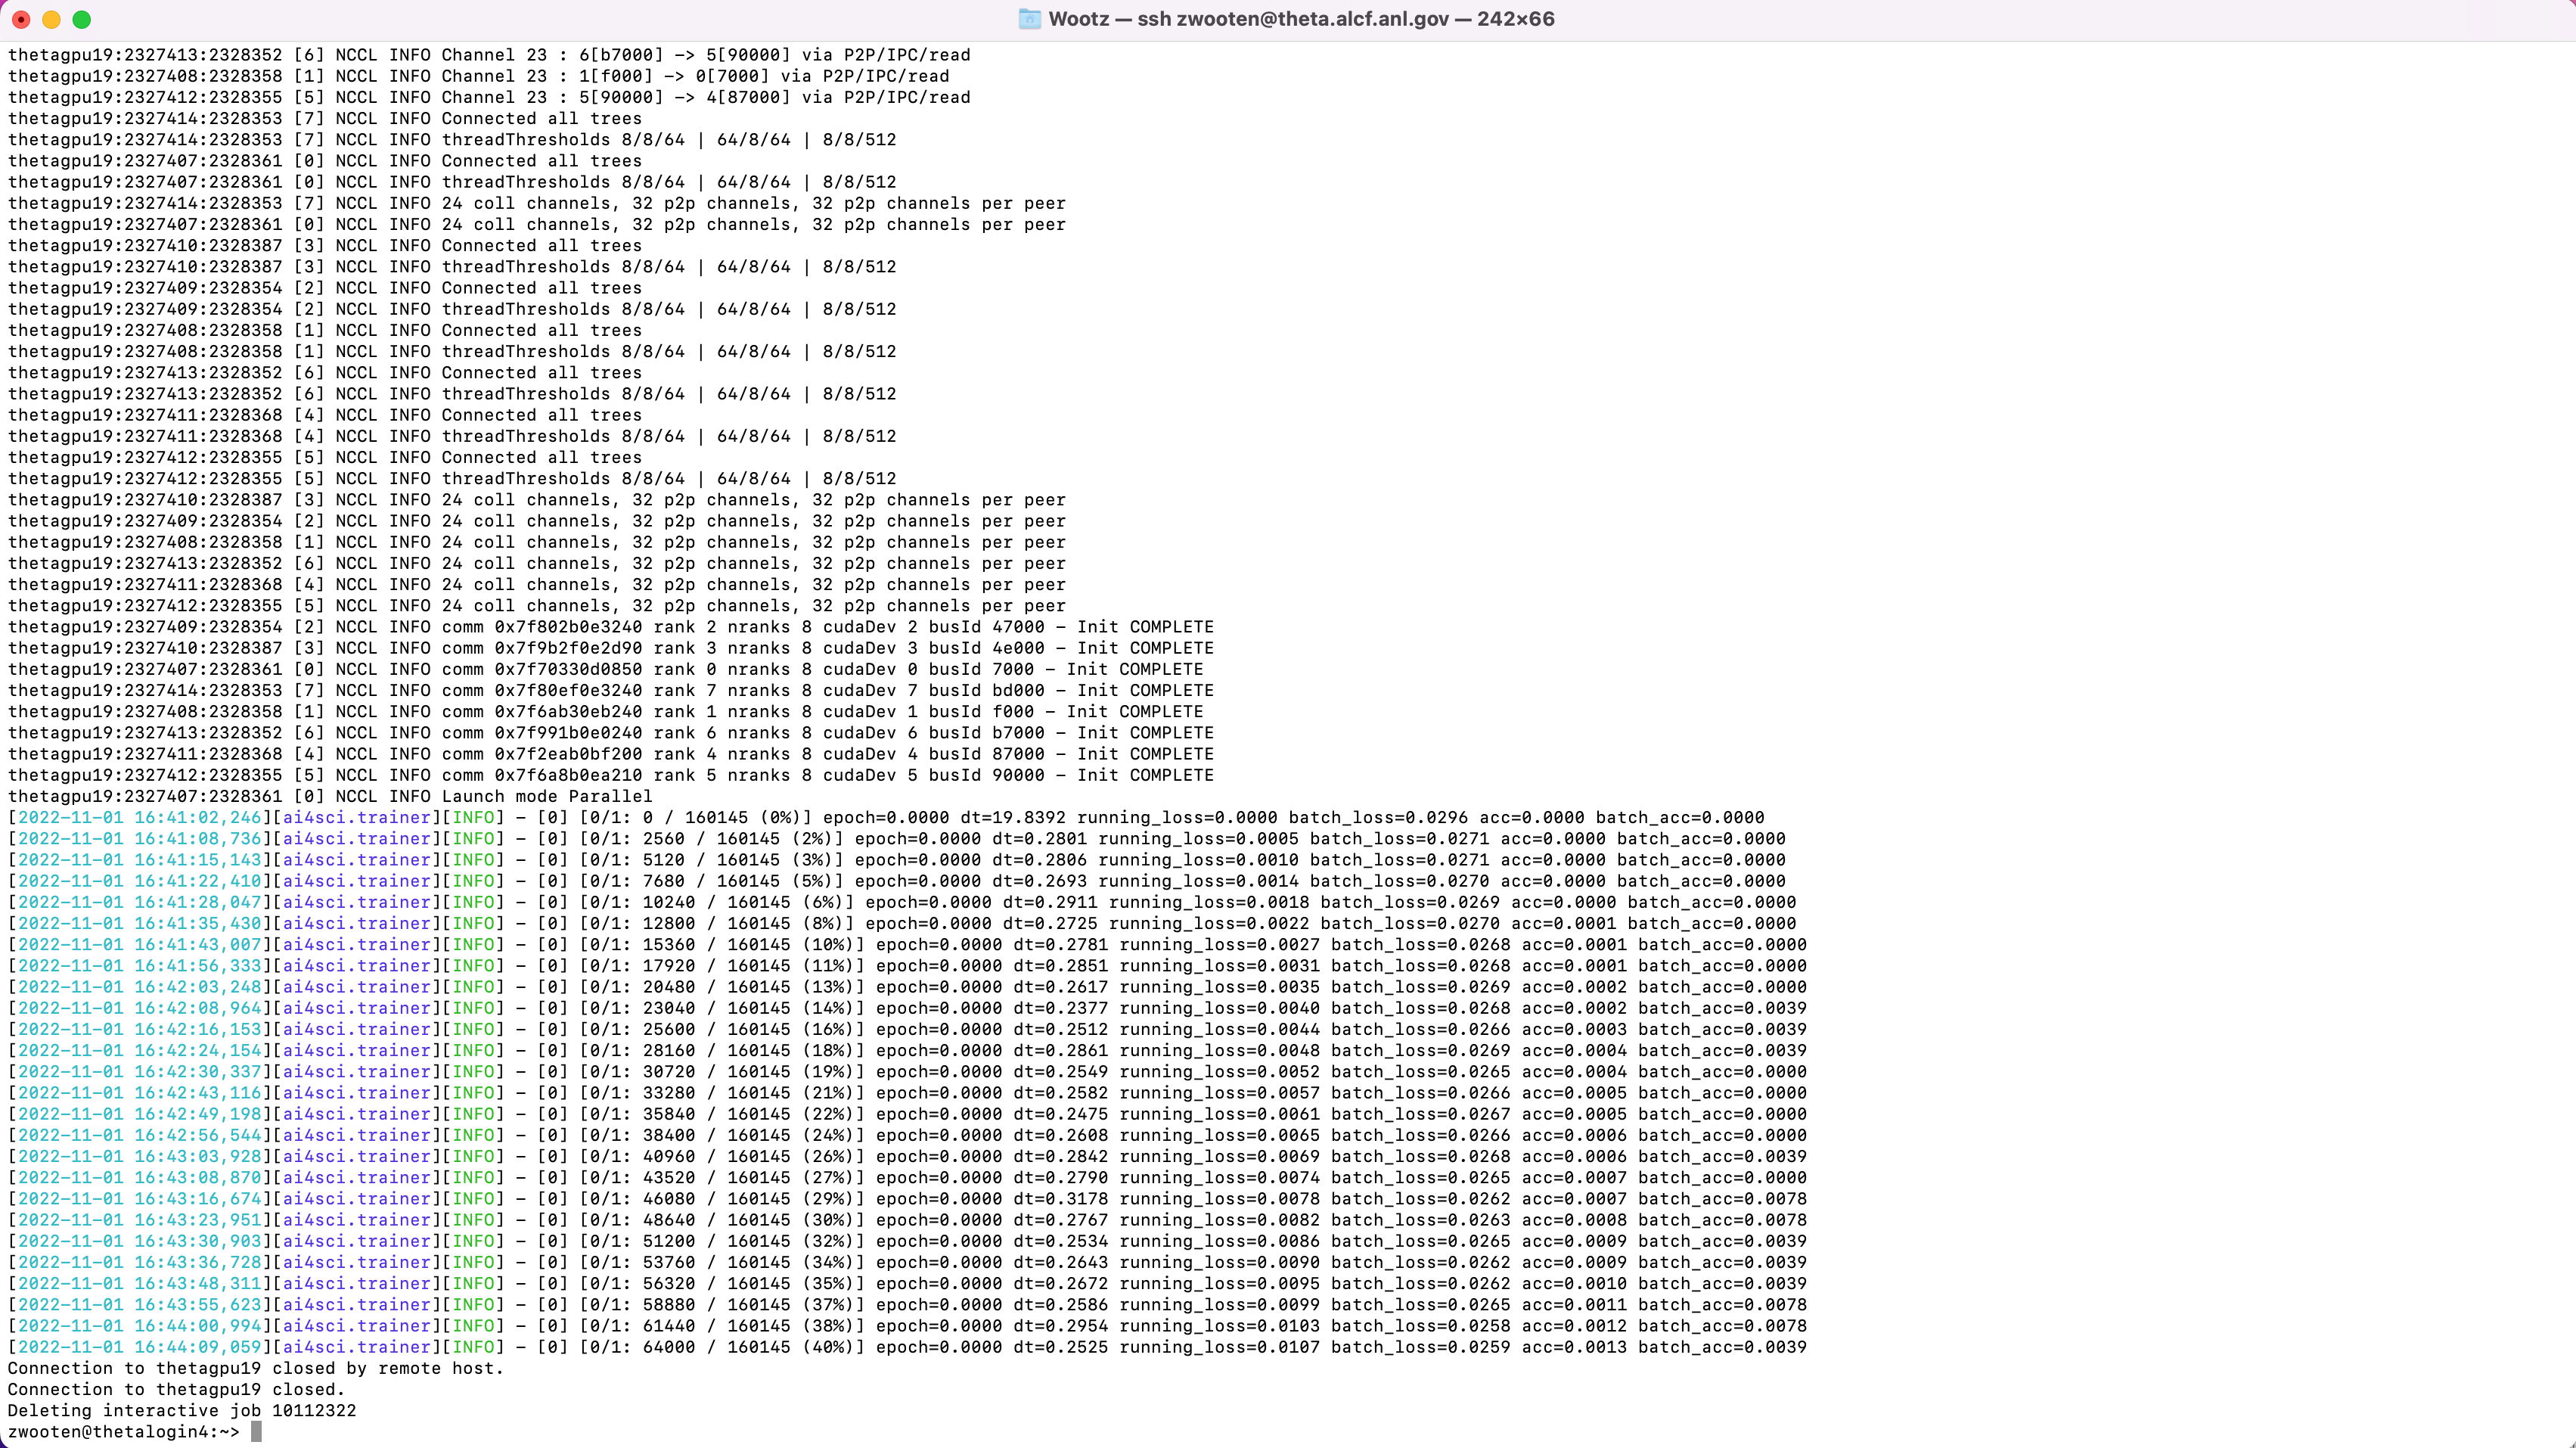 Wootz — ssh zwooten@theta.alcf.anl.gov — 242×66
thetagpu19:2327413:2328352 [6] NCCL INFO Channel 23 : 6[b7000] -> 5[90000] via P2P/IPC/read
thetagpu19:2327408:2328358 [1] NCCL INFO Channel 23 : 1[f000] -> 0[7000] via P2P/IPC/read
thetagpu19:2327412:2328355 [5] NCCL INFO Channel 23 : 5[90000] -> 4[87000] via P2P/IPC/read
thetagpu19:2327414:2328353 [7] NCCL INFO Connected all trees
thetagpu19:2327414:2328353 [7] NCCL INFO threadThresholds 8/8/64 | 64/8/64 | 8/8/512
thetagpu19:2327407:2328361 [0] NCCL INFO Connected all trees
thetagpu19:2327407:2328361 [0] NCCL INFO threadThresholds 8/8/64 | 64/8/64 | 8/8/512
thetagpu19:2327414:2328353 [7] NCCL INFO 24 coll channels, 32 p2p channels, 32 p2p channels per peer
thetagpu19:2327407:2328361 [0] NCCL INFO 24 coll channels, 32 p2p channels, 32 p2p channels per peer
thetagpu19:2327410:2328387 [3] NCCL INFO Connected all trees
thetagpu19:2327410:2328387 [3] NCCL INFO threadThresholds 8/8/64 | 64/8/64 | 8/8/512
thetagpu19:2327409:2328354 [2] NCCL INFO Connected all trees
thetagpu19:2327409:2328354 [2] NCCL INFO threadThresholds 8/8/64 | 64/8/64 | 8/8/512
thetagpu19:2327408:2328358 [1] NCCL INFO Connected all trees
thetagpu19:2327408:2328358 [1] NCCL INFO threadThresholds 8/8/64 | 64/8/64 | 8/8/512
thetagpu19:2327413:2328352 [6] NCCL INFO Connected all trees
thetagpu19:2327413:2328352 [6] NCCL INFO threadThresholds 8/8/64 | 64/8/64 | 8/8/512
thetagpu19:2327411:2328368 [4] NCCL INFO Connected all trees
thetagpu19:2327411:2328368 [4] NCCL INFO threadThresholds 8/8/64 | 64/8/64 | 8/8/512
thetagpu19:2327412:2328355 [5] NCCL INFO Connected all trees
thetagpu19:2327412:2328355 [5] NCCL INFO threadThresholds 8/8/64 | 64/8/64 | 8/8/512
thetagpu19:2327410:2328387 [3] NCCL INFO 24 coll channels, 32 p2p channels, 32 p2p channels per peer
thetagpu19:2327409:2328354 [2] NCCL INFO 24 coll channels, 32 p2p channels, 32 p2p channels per peer
thetagpu19:2327408:2328358 [1] NCCL INFO 24 coll channels, 32 p2p channels, 32 p2p channels per peer
thetagpu19:2327413:2328352 [6] NCCL INFO 24 coll channels, 32 p2p channels, 32 p2p channels per peer
thetagpu19:2327411:2328368 [4] NCCL INFO 24 coll channels, 32 p2p channels, 32 p2p channels per peer
thetagpu19:2327412:2328355 [5] NCCL INFO 24 coll channels, 32 p2p channels, 32 p2p channels per peer
thetagpu19:2327409:2328354 [2] NCCL INFO comm 0x7f802b0e3240 rank 2 nranks 8 cudaDev 2 busId 47000 - Init COMPLETE
thetagpu19:2327410:2328387 [3] NCCL INFO comm 0x7f9b2f0e2d90 rank 3 nranks 8 cudaDev 3 busId 4e000 - Init COMPLETE
thetagpu19:2327407:2328361 [0] NCCL INFO comm 0x7f70330d0850 rank 0 nranks 8 cudaDev 0 busId 7000 - Init COMPLETE
thetagpu19:2327414:2328353 [7] NCCL INFO comm 0x7f80ef0e3240 rank 7 nranks 8 cudaDev 7 busId bd000 - Init COMPLETE
thetagpu19:2327408:2328358 [1] NCCL INFO comm 0x7f6ab30eb240 rank 1 nranks 8 cudaDev 1 busId f000 - Init COMPLETE
thetagpu19:2327413:2328352 [6] NCCL INFO comm 0x7f991b0e0240 rank 6 nranks 8 cudaDev 6 busId b7000 - Init COMPLETE
thetagpu19:2327411:2328368 [4] NCCL INFO comm 0x7f2eab0bf200 rank 4 nranks 8 cudaDev 4 busId 87000 - Init COMPLETE
thetagpu19:2327412:2328355 [5] NCCL INFO comm 0x7f6a8b0ea210 rank 5 nranks 8 cudaDev 5 busId 90000 - Init COMPLETE
thetagpu19:2327407:2328361 [0] NCCL INFO Launch mode Parallel
[2022-11-01 16:41:02,246][ai4sci.trainer][INFO] - [0] [0/1: 0 / 160145 (0%)] epoch=0.0000 dt=19.8392 running_loss=0.0000 batch_loss=0.0296 acc=0.0000 batch_acc=0.0000
[2022-11-01 16:41:08,736][ai4sci.trainer][INFO] - [0] [0/1: 2560 / 160145 (2%)] epoch=0.0000 dt=0.2801 running_loss=0.0005 batch_loss=0.0271 acc=0.0000 batch_acc=0.0000
[2022-11-01 16:41:15,143][ai4sci.trainer][INFO] - [0] [0/1: 5120 / 160145 (3%)] epoch=0.0000 dt=0.2806 running_loss=0.0010 batch_loss=0.0271 acc=0.0000 batch_acc=0.0000
[2022-11-01 16:41:22,410][ai4sci.trainer][INFO] - [0] [0/1: 7680 / 160145 (5%)] epoch=0.0000 dt=0.2693 running_loss=0.0014 batch_loss=0.0270 acc=0.0000 batch_acc=0.0000
[2022-11-01 16:41:28,047][ai4sci.trainer][INFO] - [0] [0/1: 10240 / 160145 (6%)] epoch=0.0000 dt=0.2911 running_loss=0.0018 batch_loss=0.0269 acc=0.0000 batch_acc=0.0000
[2022-11-01 16:41:35,430][ai4sci.trainer][INFO] - [0] [0/1: 12800 / 160145 (8%)] epoch=0.0000 dt=0.2725 running_loss=0.0022 batch_loss=0.0270 acc=0.0001 batch_acc=0.0000
[2022-11-01 16:41:43,007][ai4sci.trainer][INFO] - [0] [0/1: 15360 / 160145 (10%)] epoch=0.0000 dt=0.2781 running_loss=0.0027 batch_loss=0.0268 acc=0.0001 batch_acc=0.0000
[2022-11-01 16:41:56,333][ai4sci.trainer][INFO] - [0] [0/1: 17920 / 160145 (11%)] epoch=0.0000 dt=0.2851 running_loss=0.0031 batch_loss=0.0268 acc=0.0001 batch_acc=0.0000
[2022-11-01 16:42:03,248][ai4sci.trainer][INFO] - [0] [0/1: 20480 / 160145 (13%)] epoch=0.0000 dt=0.2617 running_loss=0.0035 batch_loss=0.0269 acc=0.0002 batch_acc=0.0000
[2022-11-01 16:42:08,964][ai4sci.trainer][INFO] - [0] [0/1: 23040 / 160145 (14%)] epoch=0.0000 dt=0.2377 running_loss=0.0040 batch_loss=0.0268 acc=0.0002 batch_acc=0.0039
[2022-11-01 16:42:16,153][ai4sci.trainer][INFO] - [0] [0/1: 25600 / 160145 (16%)] epoch=0.0000 dt=0.2512 running_loss=0.0044 batch_loss=0.0266 acc=0.0003 batch_acc=0.0039
[2022-11-01 16:42:24,154][ai4sci.trainer][INFO] - [0] [0/1: 28160 / 160145 (18%)] epoch=0.0000 dt=0.2861 running_loss=0.0048 batch_loss=0.0269 acc=0.0004 batch_acc=0.0039
[2022-11-01 16:42:30,337][ai4sci.trainer][INFO] - [0] [0/1: 30720 / 160145 (19%)] epoch=0.0000 dt=0.2549 running_loss=0.0052 batch_loss=0.0265 acc=0.0004 batch_acc=0.0000
[2022-11-01 16:42:43,116][ai4sci.trainer][INFO] - [0] [0/1: 33280 / 160145 (21%)] epoch=0.0000 dt=0.2582 running_loss=0.0057 batch_loss=0.0266 acc=0.0005 batch_acc=0.0000
[2022-11-01 16:42:49,198][ai4sci.trainer][INFO] - [0] [0/1: 35840 / 160145 (22%)] epoch=0.0000 dt=0.2475 running_loss=0.0061 batch_loss=0.0267 acc=0.0005 batch_acc=0.0000
[2022-11-01 16:42:56,544][ai4sci.trainer][INFO] - [0] [0/1: 38400 / 160145 (24%)] epoch=0.0000 dt=0.2608 running_loss=0.0065 batch_loss=0.0266 acc=0.0006 batch_acc=0.0000
[2022-11-01 16:43:03,928][ai4sci.trainer][INFO] - [0] [0/1: 40960 / 160145 (26%)] epoch=0.0000 dt=0.2842 running_loss=0.0069 batch_loss=0.0268 acc=0.0006 batch_acc=0.0039
[2022-11-01 16:43:08,870][ai4sci.trainer][INFO] - [0] [0/1: 43520 / 160145 (27%)] epoch=0.0000 dt=0.2790 running_loss=0.0074 batch_loss=0.0265 acc=0.0007 batch_acc=0.0000
[2022-11-01 16:43:16,674][ai4sci.trainer][INFO] - [0] [0/1: 46080 / 160145 (29%)] epoch=0.0000 dt=0.3178 running_loss=0.0078 batch_loss=0.0262 acc=0.0007 batch_acc=0.0078
[2022-11-01 16:43:23,951][ai4sci.trainer][INFO] - [0] [0/1: 48640 / 160145 (30%)] epoch=0.0000 dt=0.2767 running_loss=0.0082 batch_loss=0.0263 acc=0.0008 batch_acc=0.0078
[2022-11-01 16:43:30,903][ai4sci.trainer][INFO] - [0] [0/1: 51200 / 160145 (32%)] epoch=0.0000 dt=0.2534 running_loss=0.0086 batch_loss=0.0265 acc=0.0009 batch_acc=0.0039
[2022-11-01 16:43:36,728][ai4sci.trainer][INFO] - [0] [0/1: 53760 / 160145 (34%)] epoch=0.0000 dt=0.2643 running_loss=0.0090 batch_loss=0.0262 acc=0.0009 batch_acc=0.0039
[2022-11-01 16:43:48,311][ai4sci.trainer][INFO] - [0] [0/1: 56320 / 160145 (35%)] epoch=0.0000 dt=0.2672 running_loss=0.0095 batch_loss=0.0262 acc=0.0010 batch_acc=0.0039
[2022-11-01 16:43:55,623][ai4sci.trainer][INFO] - [0] [0/1: 58880 / 160145 (37%)] epoch=0.0000 dt=0.2586 running_loss=0.0099 batch_loss=0.0265 acc=0.0011 batch_acc=0.0078
[2022-11-01 16:44:00,994][ai4sci.trainer][INFO] - [0] [0/1: 61440 / 160145 (38%)] epoch=0.0000 dt=0.2954 running_loss=0.0103 batch_loss=0.0258 acc=0.0012 batch_acc=0.0078
[2022-11-01 16:44:09,059][ai4sci.trainer][INFO] - [0] [0/1: 64000 / 160145 (40%)] epoch=0.0000 dt=0.2525 running_loss=0.0107 batch_loss=0.0259 acc=0.0013 batch_acc=0.0039
Connection to thetagpu19 closed by remote host.
Connection to thetagpu19 closed.
Deleting interactive job 10112322
zwooten@thetalogin4:~>